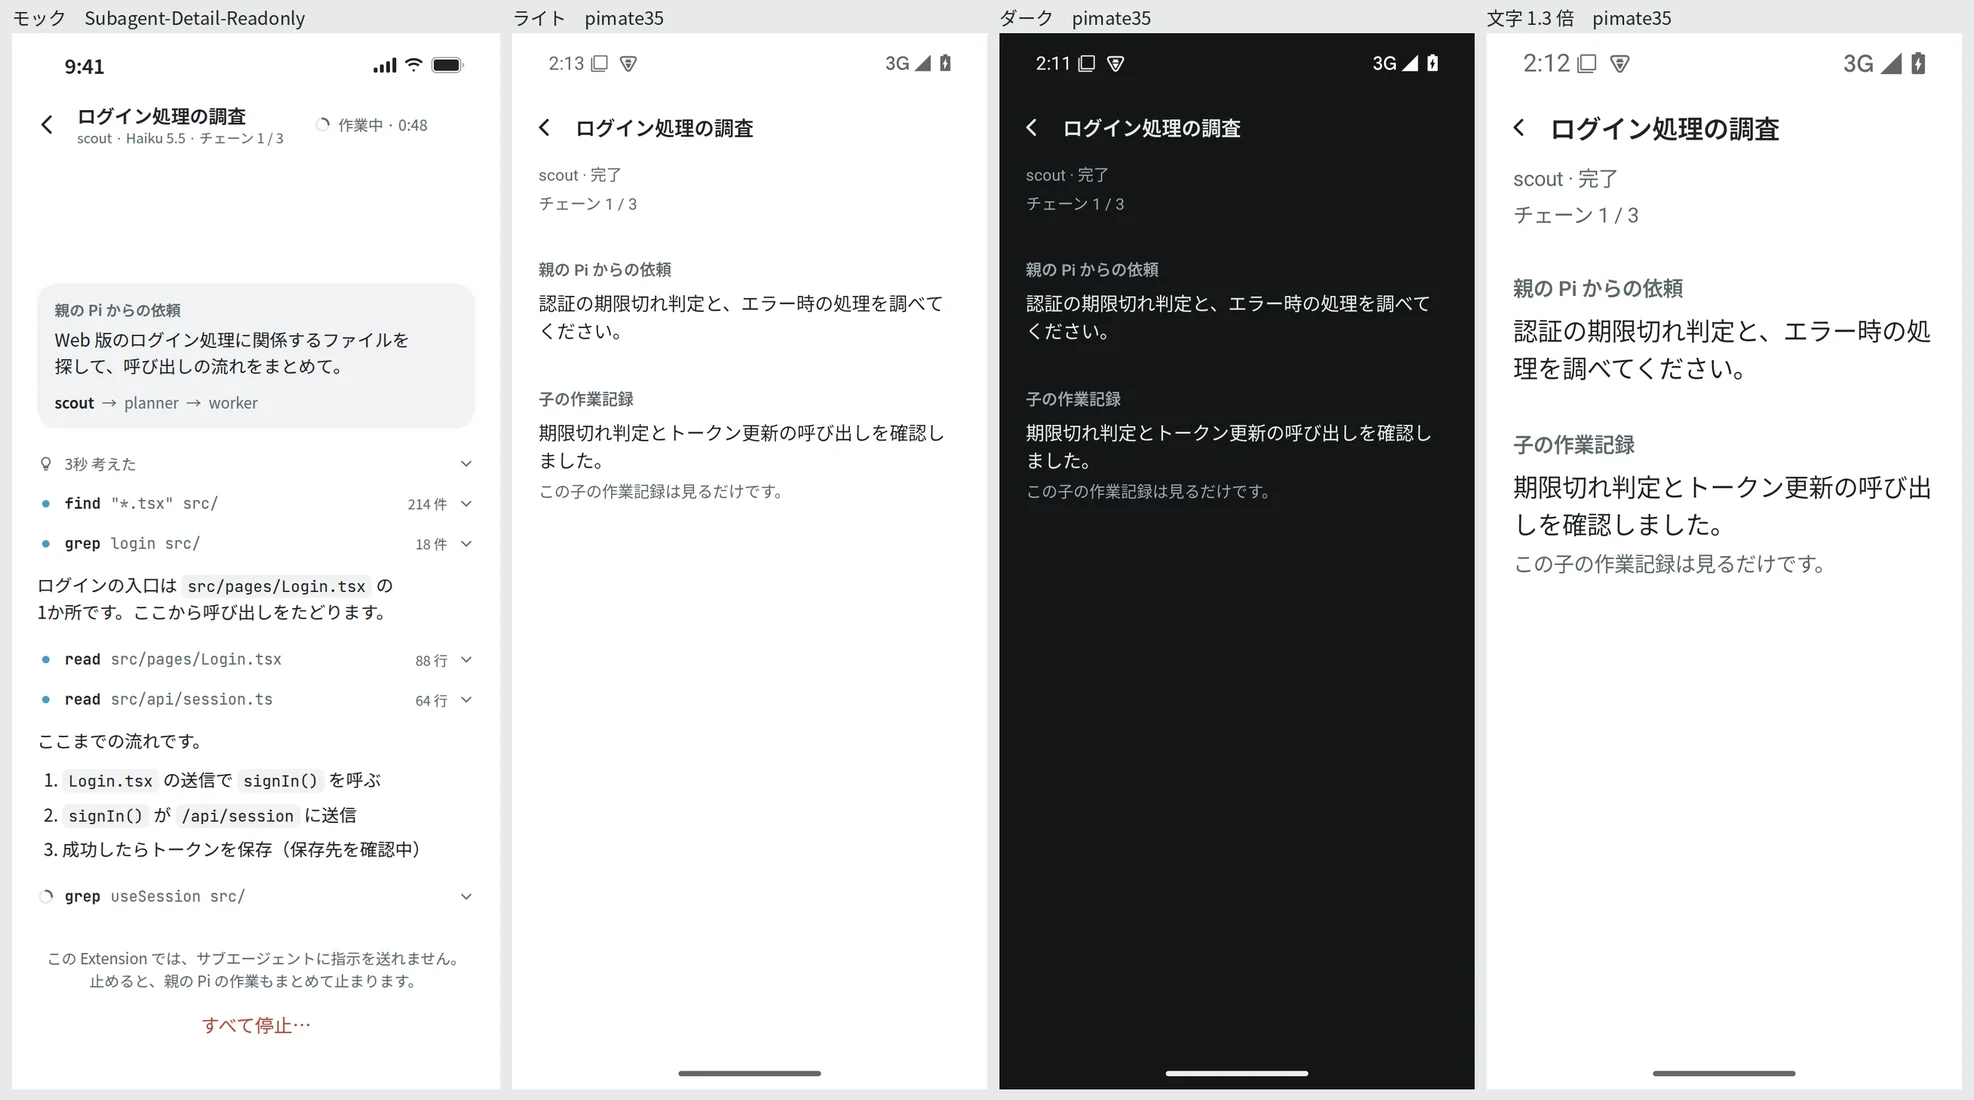 モック Subagent-Detail-Readonly
9:41
ログイン処理の調査
scout · Haiku 5.5 · チェーン 1 / 3
作業中 · 0:48
親の Pi からの依頼
Web 版のログイン処理に関係するファイルを
探して、呼び出しの流れをまとめて。
scout → planner → worker
3秒 考えた
find "*.tsx" src/ 214 件
grep login src/ 18 件
ログインの入口は src/pages/Login.tsx の
1か所です。ここから呼び出しをたどります。
read src/pages/Login.tsx 88 行
read src/api/session.ts 64 行
ここまでの流れです。
1. Login.tsx の送信で signIn() を呼ぶ
2. signIn() が /api/session に送信
3. 成功したらトークンを保存（保存先を確認中）
grep useSession src/
この Extension では、サブエージェントに指示を送れません。
止めると、親の Pi の作業もまとめて止まります。
すべて停止…
ライト pimate35
2:13 3G
ログイン処理の調査
scout · 完了
チェーン 1 / 3
親の Pi からの依頼
認証の期限切れ判定と、エラー時の処理を調べて
ください。
子の作業記録
期限切れ判定とトークン更新の呼び出しを確認し
ました。
この子の作業記録は見るだけです。
ダーク pimate35
2:11 3G
ログイン処理の調査
scout · 完了
チェーン 1 / 3
親の Pi からの依頼
認証の期限切れ判定と、エラー時の処理を調べて
ください。
子の作業記録
期限切れ判定とトークン更新の呼び出しを確認し
ました。
この子の作業記録は見るだけです。
文字 1.3 倍 pimate35
2:12 3G
ログイン処理の調査
scout · 完了
チェーン 1 / 3
親の Pi からの依頼
認証の期限切れ判定と、エラー時の処
理を調べてください。
子の作業記録
期限切れ判定とトークン更新の呼び出
しを確認しました。
この子の作業記録は見るだけです。